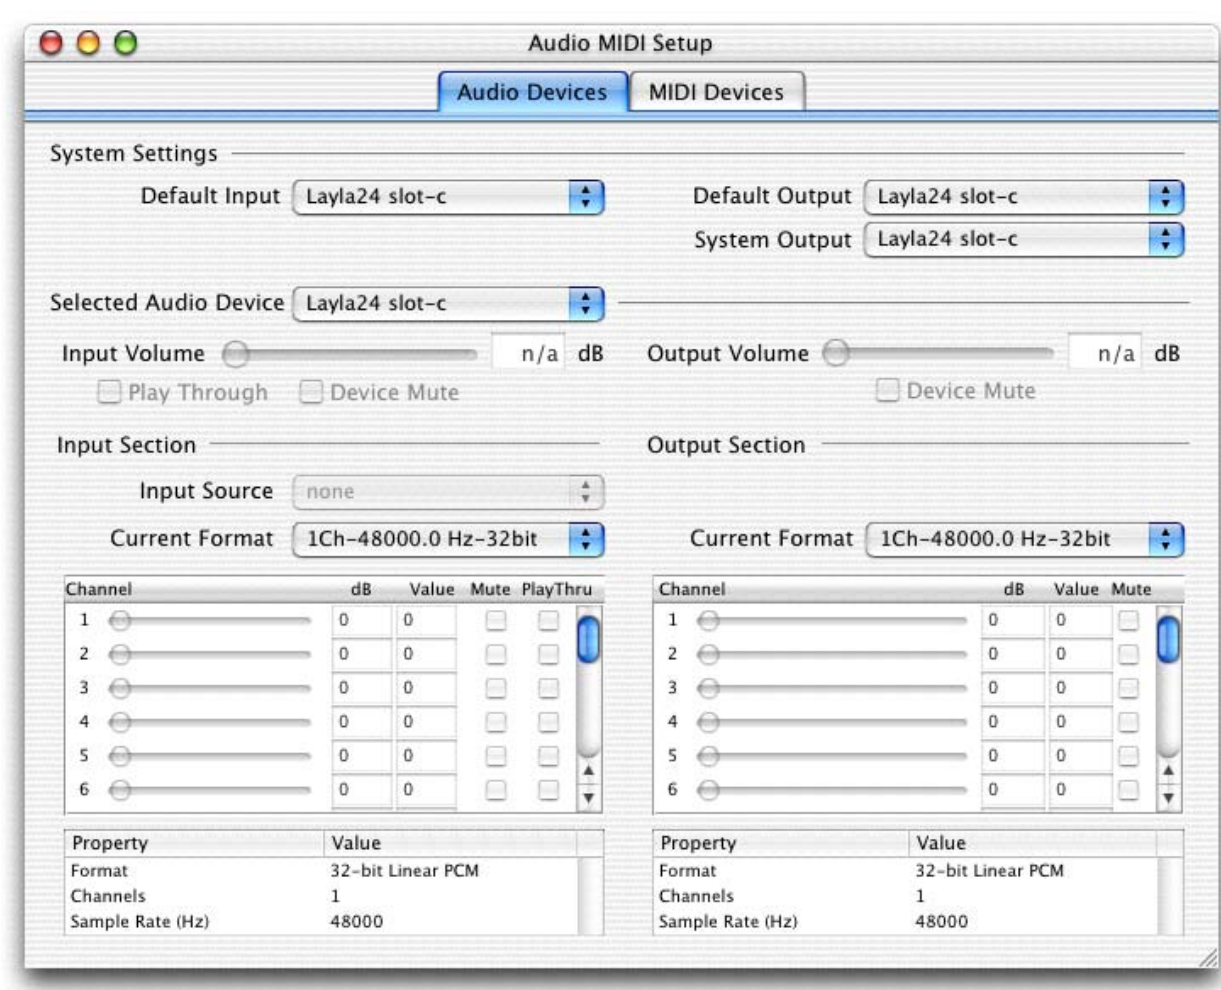 Audio MIDI Setup
Audio Devices MIDI Devices
System Settings
Default Input Layla24 slot-c Default Output Layla24 slot-c
System Output Layla24 slot-c
Selected Audio Device Layla24 slot-c
Input Volume n/a dB Output Volume n/a dB
Play Through Device Mute Device Mute
Input Section Output Section
Input Source none
Current Format 1Ch-48000.0 Hz-32bit Current Format 1Ch-48000.0 Hz-32bit
Channel dB Value Mute PlayThru Channel dB Value Mute
1 0 0 1 0 0
2 0 0 2 0 0
3 0 0 3 0 0
4 0 0 4 0 0
5 0 0 5 0 0
6 0 0 6 0 0
Property Value Property Value
Format 32-bit Linear PCM Format 32-bit Linear PCM
Channels 1 Channels 1
Sample Rate (Hz) 48000 Sample Rate (Hz) 48000